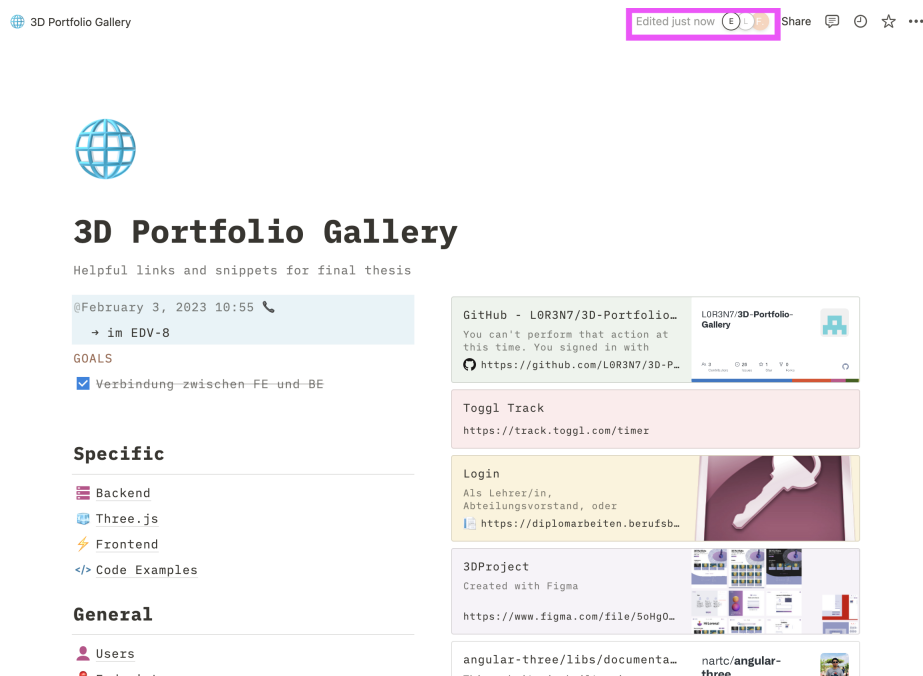 3D Portfolio Gallery
Edited just now E L F Share
3D Portfolio Gallery
Helpful links and snippets for final thesis
@February 3, 2023 10:55
→ im EDV-8
GOALS
Verbindung zwischen FE und BE
Specific
Backend
Three.js
Frontend
</> Code Examples
General
Users
GitHub - L0R3N7/3D-Portfolio…
You can't perform that action at
this time. You signed in with
https://github.com/L0R3N7/3D-P…
L0R3N7/3D-Portfolio-
Gallery
Toggl Track
https://track.toggl.com/timer
Login
Als Lehrer/in,
Abteilungsvorstand, oder
https://diplomarbeiten.berufsb…
3DProject
Created with Figma
https://www.figma.com/file/5oHgO…
angular-three/libs/documenta…
nartc/angular-
three